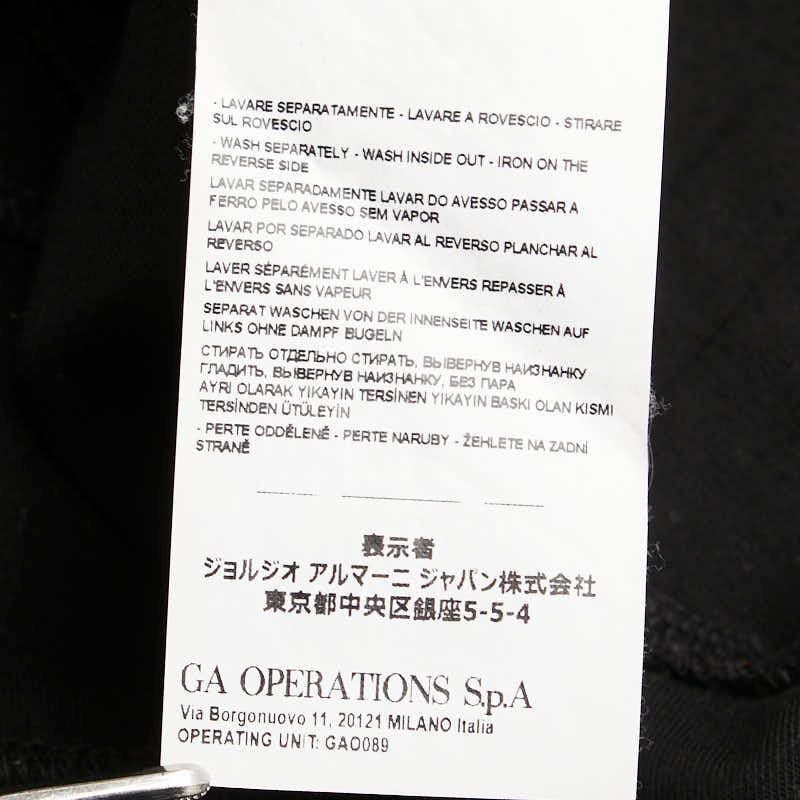 - LAVARE SEPARATAMENTE - LAVARE A ROVESCIO - STIRARE
SUL ROVESCIO
- WASH SEPARATELY - WASH INSIDE OUT - IRON ON THE
REVERSE SIDE
LAVAR SEPARADAMENTE LAVAR DO AVESSO PASSAR A
FERRO PELO AVESSO SEM VAPOR
LAVAR POR SEPARADO LAVAR AL REVERSO PLANCHAR AL
REVERSO
LAVER SÉPARÉMENT LAVER À L'ENVERS REPASSER À
L'ENVERS SANS VAPEUR
SEPARAT WASCHEN VON DER INNENSEITE WASCHEN AUF
LINKS OHNE DAMPF BUGELN
СТИРАТЬ ОТДЕЛЬНО СТИРАТЬ, ВЫВЕРНУВ НАИЗНАНКУ
ГЛАДИТЬ, ВЫВЕРНУВ НАИЗНАНКУ, БЕЗ ПАРА
AYRI OLARAK YIKAYIN TERSINEN YIKAYIN BASKI OLAN KISMI
TERSINDEN ÜTÜLEYİN
- PERTE ODDĚLENĚ - PERTE NARUBY - ŽEHLETE NA ZADNÍ
STRANĚ
表示者
ジョルジオ アルマーニ ジャパン株式会社
東京都中央区銀座5-5-4
GA OPERATIONS S.p.A
Via Borgonuovo 11, 20121 MILANO Italia
OPERATING UNIT: GAO089